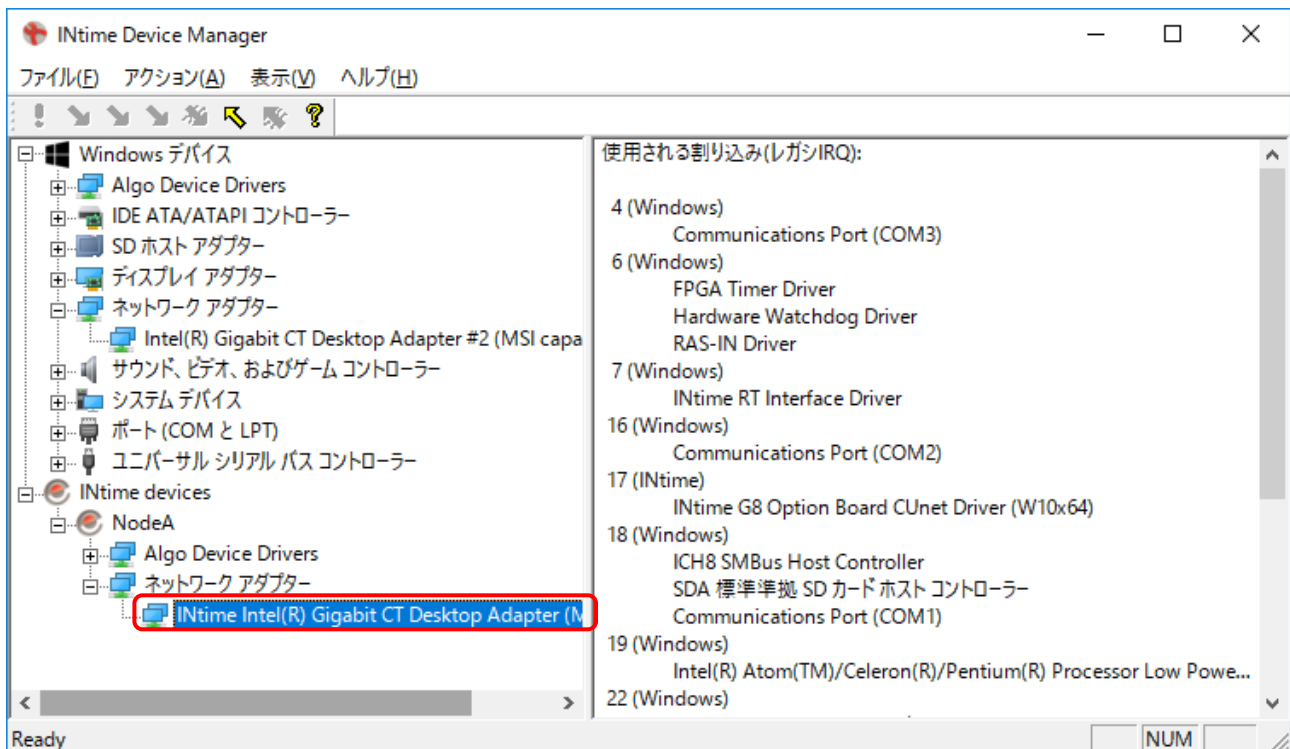 INtime Device Manager
ファイル(F) アクション(A) 表示(V) ヘルプ(H)
Windows デバイス
Algo Device Drivers
IDE ATA/ATAPI コントローラー
SD ホスト アダプター
ディスプレイ アダプター
ネットワーク アダプター
Intel(R) Gigabit CT Desktop Adapter #2 (MSI capa
サウンド、ビデオ、およびゲーム コントローラー
システム デバイス
ポート (COM と LPT)
ユニバーサル シリアル バス コントローラー
INtime devices
NodeA
Algo Device Drivers
ネットワーク アダプター
INtime Intel(R) Gigabit CT Desktop Adapter (M
使用される割り込み(レガシIRQ):
4 (Windows)
Communications Port (COM3)
6 (Windows)
FPGA Timer Driver
Hardware Watchdog Driver
RAS-IN Driver
7 (Windows)
INtime RT Interface Driver
16 (Windows)
Communications Port (COM2)
17 (INtime)
INtime G8 Option Board CUnet Driver (W10x64)
18 (Windows)
ICH8 SMBus Host Controller
SDA 標準準拠 SD カード ホスト コントローラー
Communications Port (COM1)
19 (Windows)
Intel(R) Atom(TM)/Celeron(R)/Pentium(R) Processor Low Powe...
22 (Windows)
Ready
NUM